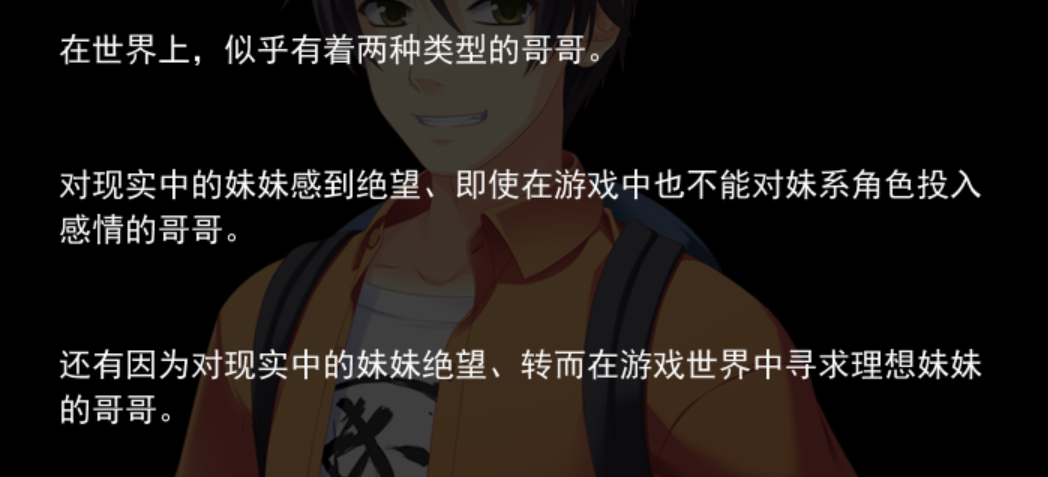 在世界上，似乎有着两种类型的哥哥。
对现实中的妹妹感到绝望、即使在游戏中也不能对妹系角色投入
感情的哥哥。
还有因为对现实中的妹妹绝望、转而在游戏世界中寻求理想妹妹
的哥哥。